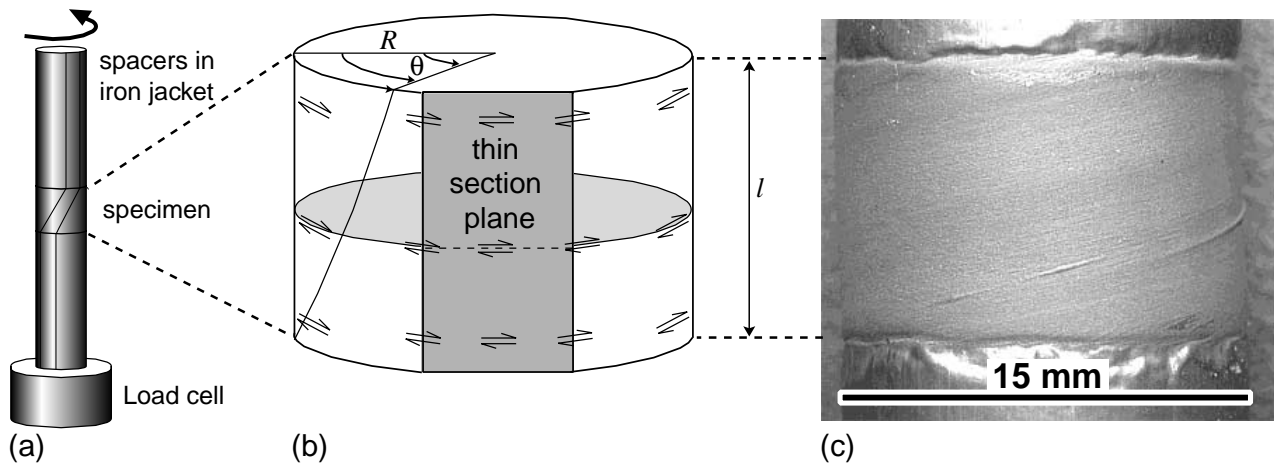 spacers in
iron jacket
specimen
Load cell
(a)
R
θ
thin
section
plane
l
(b)
15 mm
(c)